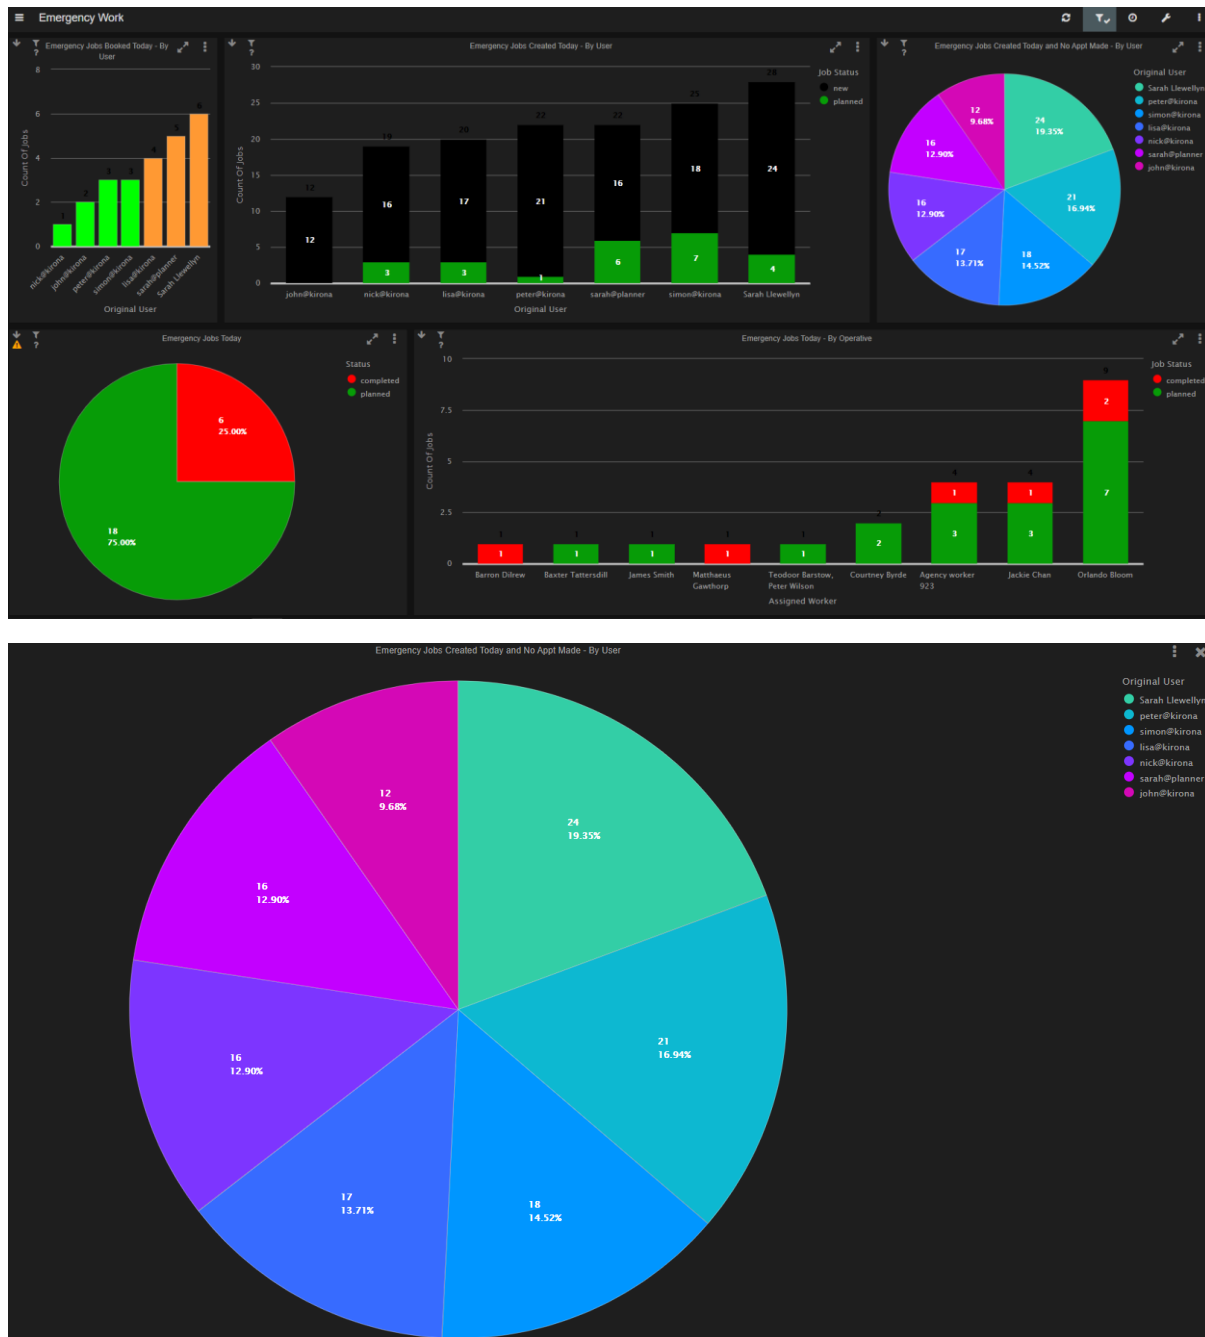 Emergency Work
Emergency Jobs Booked Today - By
User
Count Of Jobs
8
6
4
2
0
1
2
3
3
4
5
6
nick@kirona
john@kirona
peter@kirona
simon@kirona
lisa@kirona
sarah@planner
Sarah Llewellyn
Original User
Emergency Jobs Created Today - By User
Count Of Jobs
30
25
20
15
10
5
0
12
19
20
22
22
25
28
12
16
17
21
16
18
24
3
3
1
6
7
4
john@kirona
nick@kirona
lisa@kirona
peter@kirona
sarah@planner
simon@kirona
Sarah Llewellyn
Original User
Job Status
new
planned
Emergency Jobs Created Today and No Appt Made - By User
24
19.35%
21
16.94%
18
14.52%
17
13.71%
16
12.90%
16
12.90%
12
9.68%
Original User
Sarah Llewellyn
peter@kirona
simon@kirona
lisa@kirona
nick@kirona
sarah@planner
john@kirona
Emergency Jobs Today
6
25.00%
18
75.00%
Status
completed
planned
Emergency Jobs Today - By Operative
Count Of Jobs
10
7.5
5
2.5
0
1
1
1
1
1
2
4
4
9
1
1
1
1
1
2
1
3
1
3
2
7
Barron Dilrew
Baxter Tattersdill
James Smith
Matthaeus
Gawthorp
Teodoor Barstow,
Peter Wilson
Courtney Byrde
Agency worker
923
Jackie Chan
Orlando Bloom
Assigned Worker
Job Status
completed
planned
Emergency Jobs Created Today and No Appt Made - By User
24
19.35%
21
16.94%
18
14.52%
17
13.71%
16
12.90%
16
12.90%
12
9.68%
Original User
Sarah Llewellyn
peter@kirona
simon@kirona
lisa@kirona
nick@kirona
sarah@planner
john@kirona